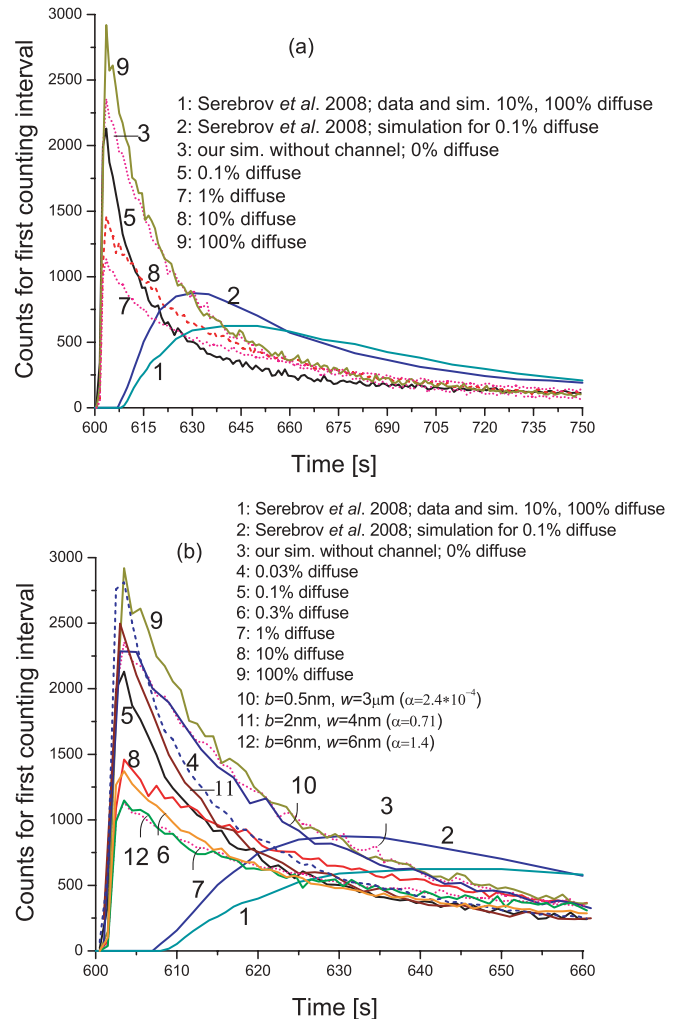 (a)
1: Serebrov et al. 2008; data and sim. 10%, 100% diffuse
2: Serebrov et al. 2008; simulation for 0.1% diffuse
3: our sim. without channel; 0% diffuse
5: 0.1% diffuse
7: 1% diffuse
8: 10% diffuse
9: 100% diffuse
Counts for first counting interval
3000
2500
2000
1500
1000
500
0
9
3
5
8
7
2
1
600 615 630 645 660 675 690 705 720 735 750
Time [s]
1: Serebrov et al. 2008; data and sim. 10%, 100% diffuse
2: Serebrov et al. 2008; simulation for 0.1% diffuse
(b)
3: our sim. without channel; 0% diffuse
4: 0.03% diffuse
5: 0.1% diffuse
6: 0.3% diffuse
7: 1% diffuse
8: 10% diffuse
9: 100% diffuse
10: b=0.5nm, w=3μm (α=2.4*10⁻⁴)
11: b=2nm, w=4nm (α=0.71)
12: b=6nm, w=6nm (α=1.4)
Counts for first counting interval
3000
2500
2000
1500
1000
500
0
9
5
4
8
11
10
3
2
12
6
7
1
600 610 620 630 640 650 660
Time [s]